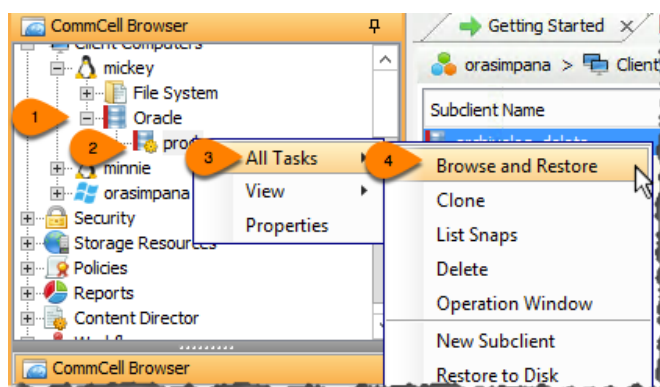 CommCell Browser
Getting Started
Client Computers
mickey
orasimpana > Client
File System
Subclient Name
1
Oracle
archivelog_delete
2
prod
3
All Tasks
4
Browse and Restore
minnie
orasimpana
View
Clone
Security
Properties
List Snaps
Storage Resources
Delete
Policies
Reports
Operation Window
Content Director
New Subclient
CommCell Browser
Restore to Disk